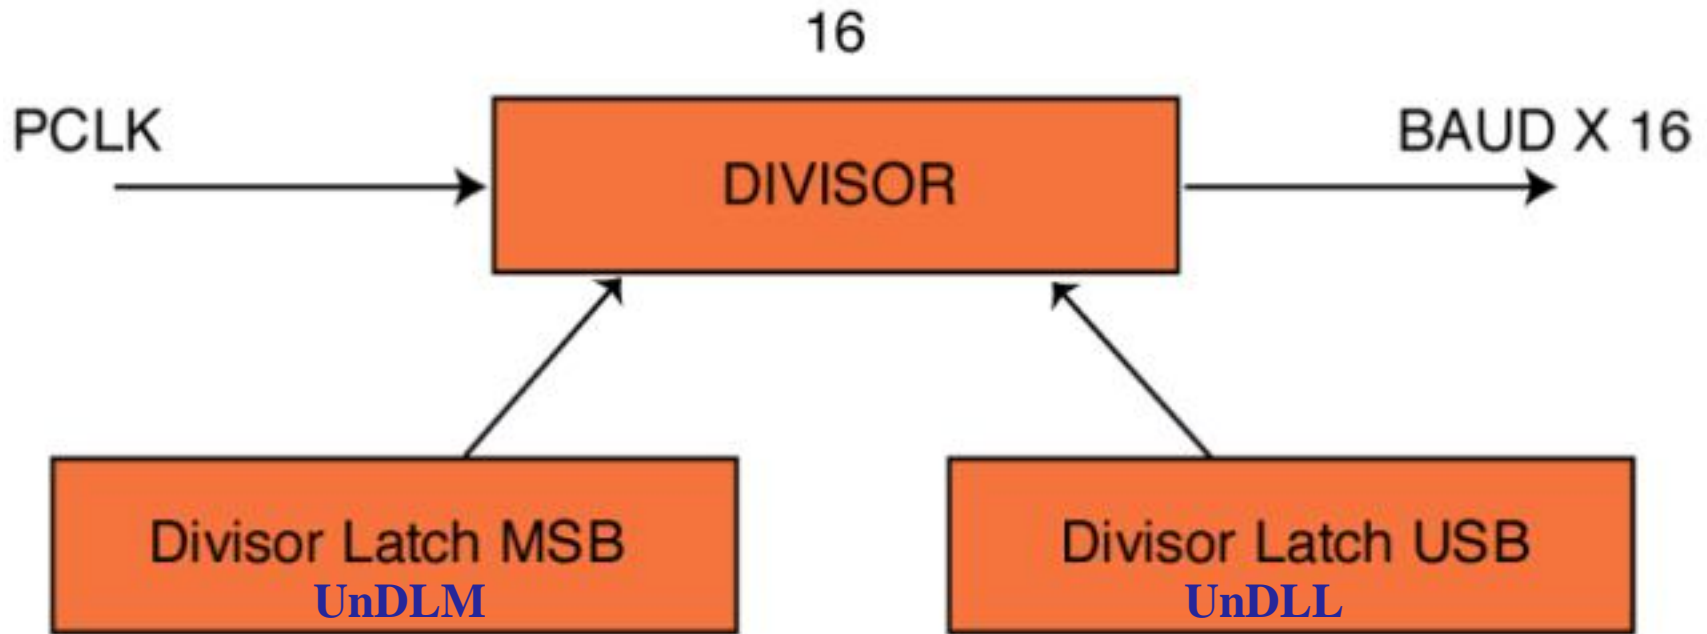 16
PCLK
BAUD X 16
DIVISOR
Divisor Latch MSB
UnDLM
Divisor Latch USB
UnDLL